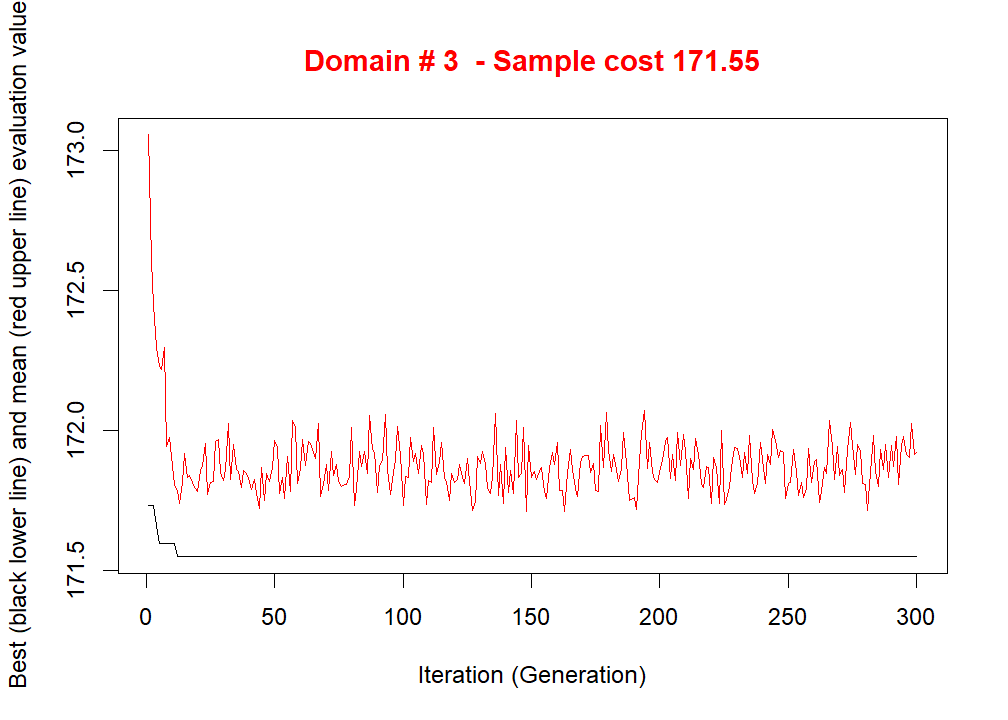 Domain # 3  - Sample cost 171.55
Best (black lower line) and mean (red upper line) evaluation value
173.0
172.5
172.0
171.5
0 50 100 150 200 250 300
Iteration (Generation)